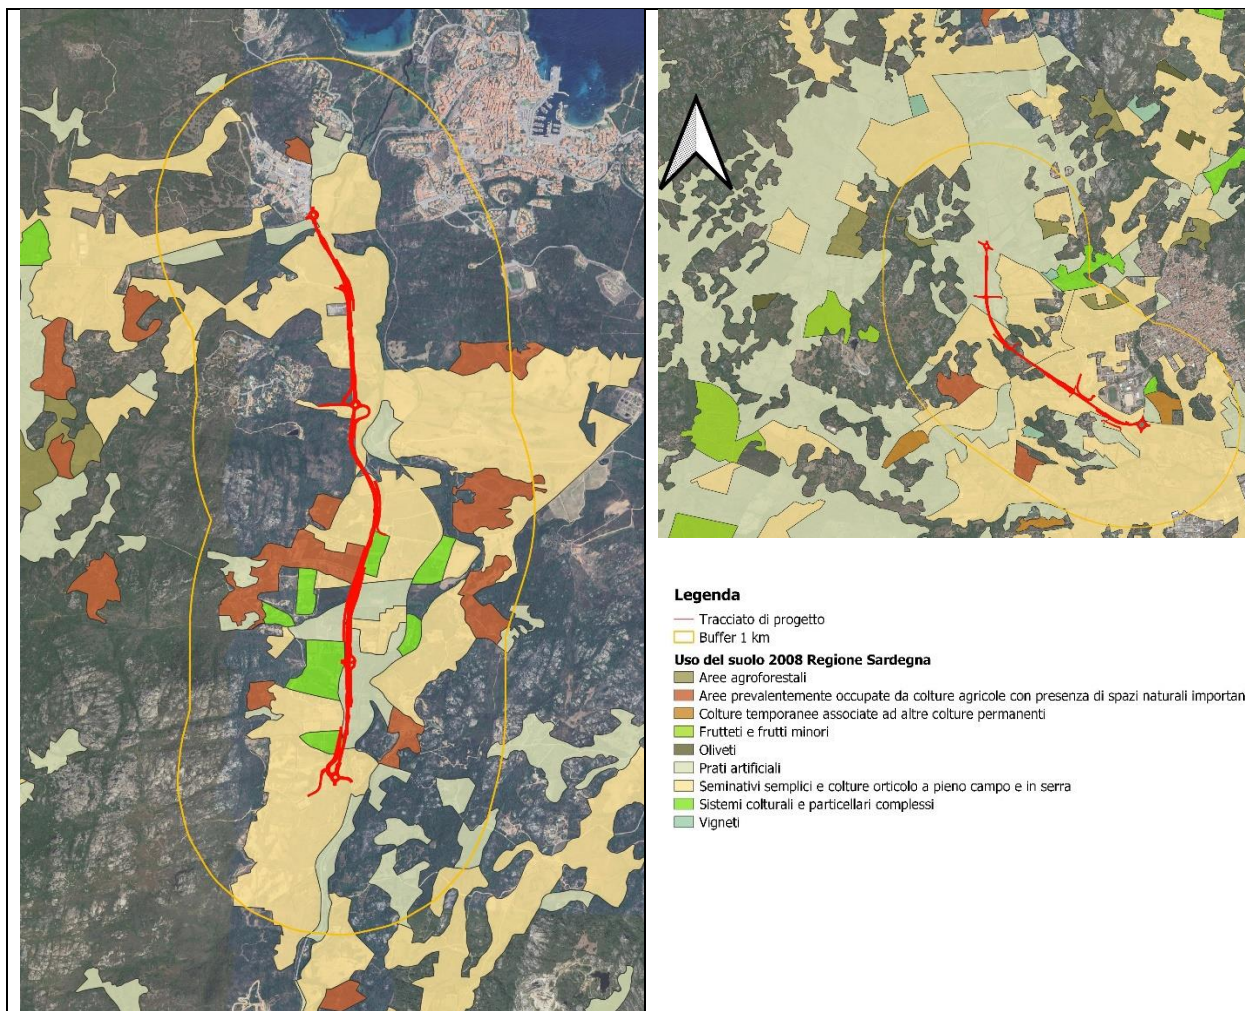 Legenda
Tracciato di progetto
Buffer 1 km
Uso del suolo 2008 Regione Sardegna
Aree agroforestali
Aree prevalentemente occupate da colture agricole con presenza di spazi naturali importan
Colture temporanee associate ad altre colture permanenti
Frutteti e frutti minori
Oliveti
Prati artificiali
Seminativi semplici e colture orticolo a pieno campo e in serra
Sistemi colturali e particellari complessi
Vigneti